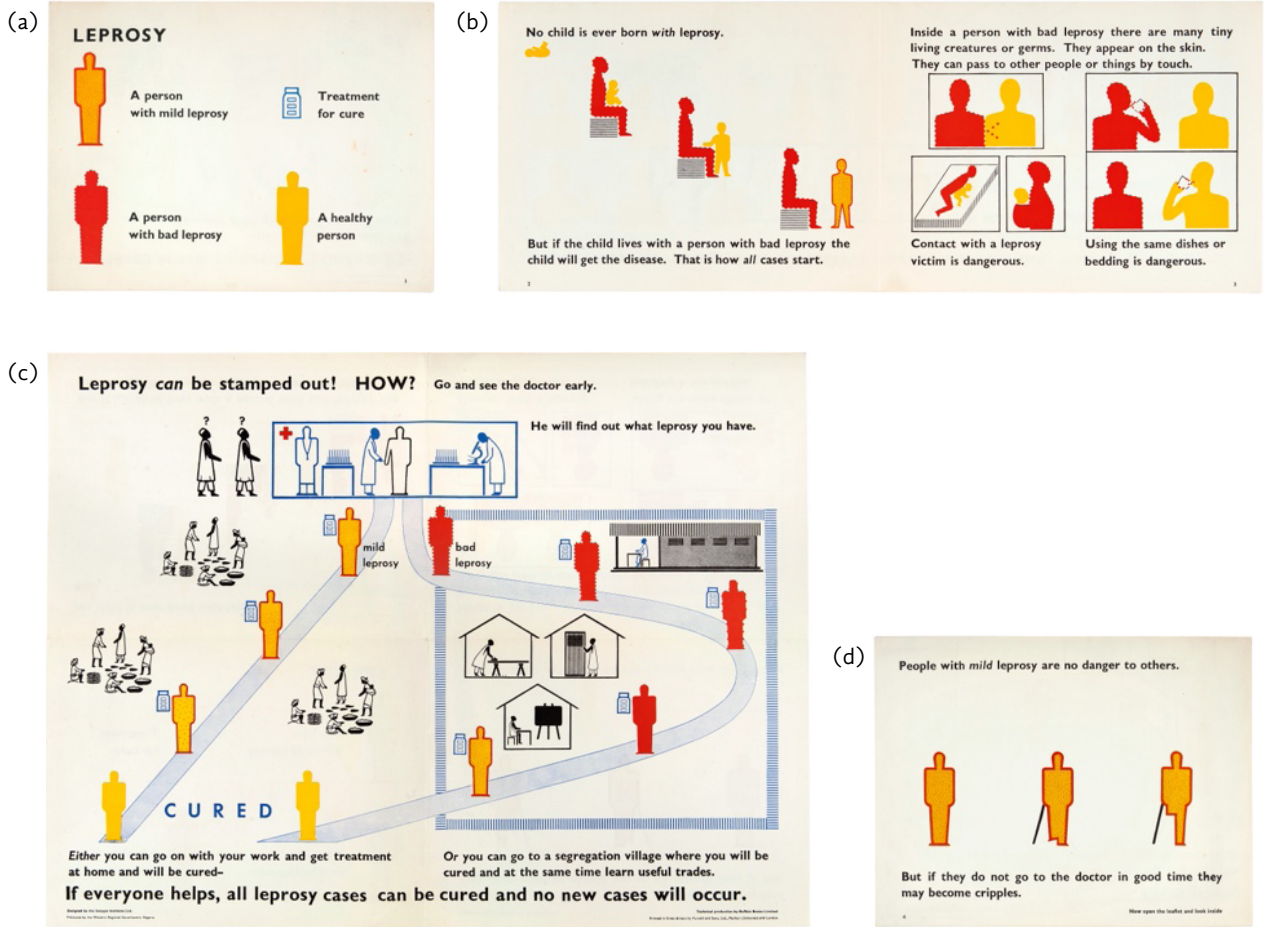 (a)
LEPROSY
A person
with mild leprosy
Treatment
for cure
A person
with bad leprosy
A healthy
person
1
(b)
No child is ever born with leprosy.
But if the child lives with a person with bad leprosy the
child will get the disease. That is how all cases start.
2
Inside a person with bad leprosy there are many tiny
living creatures or germs. They appear on the skin.
They can pass to other people or things by touch.
Contact with a leprosy
victim is dangerous.
Using the same dishes or
bedding is dangerous.
3
(c)
Leprosy can be stamped out! HOW? Go and see the doctor early.
He will find out what leprosy you have.
? ?
mild
leprosy
bad
leprosy
CURED
Either you can go on with your work and get treatment
at home and will be cured–
Or you can go to a segregation village where you will be
cured and at the same time learn useful trades.
If everyone helps, all leprosy cases can be cured and no new cases will occur.
Designed by the Isotype Institute Ltd.
(d)
People with mild leprosy are no danger to others.
But if they do not go to the doctor in good time they
may become cripples.
Now open the leaflet and look inside
4